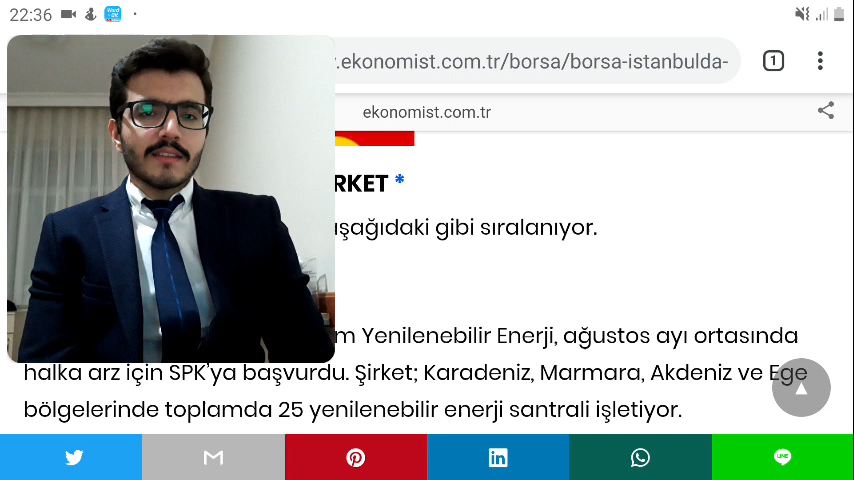 22:36
.ekonomist.com.tr/borsa/borsa-istanbulda-
1
ekonomist.com.tr
RKET *
şağıdaki gibi sıralanıyor.
m Yenilenebilir Enerji, ağustos ayı ortasında
halka arz için SPK'ya başvurdu. Şirket; Karadeniz, Marmara, Akdeniz ve Ege
bölgelerinde toplamda 25 yenilenebilir enerji santrali işletiyor.
LINE